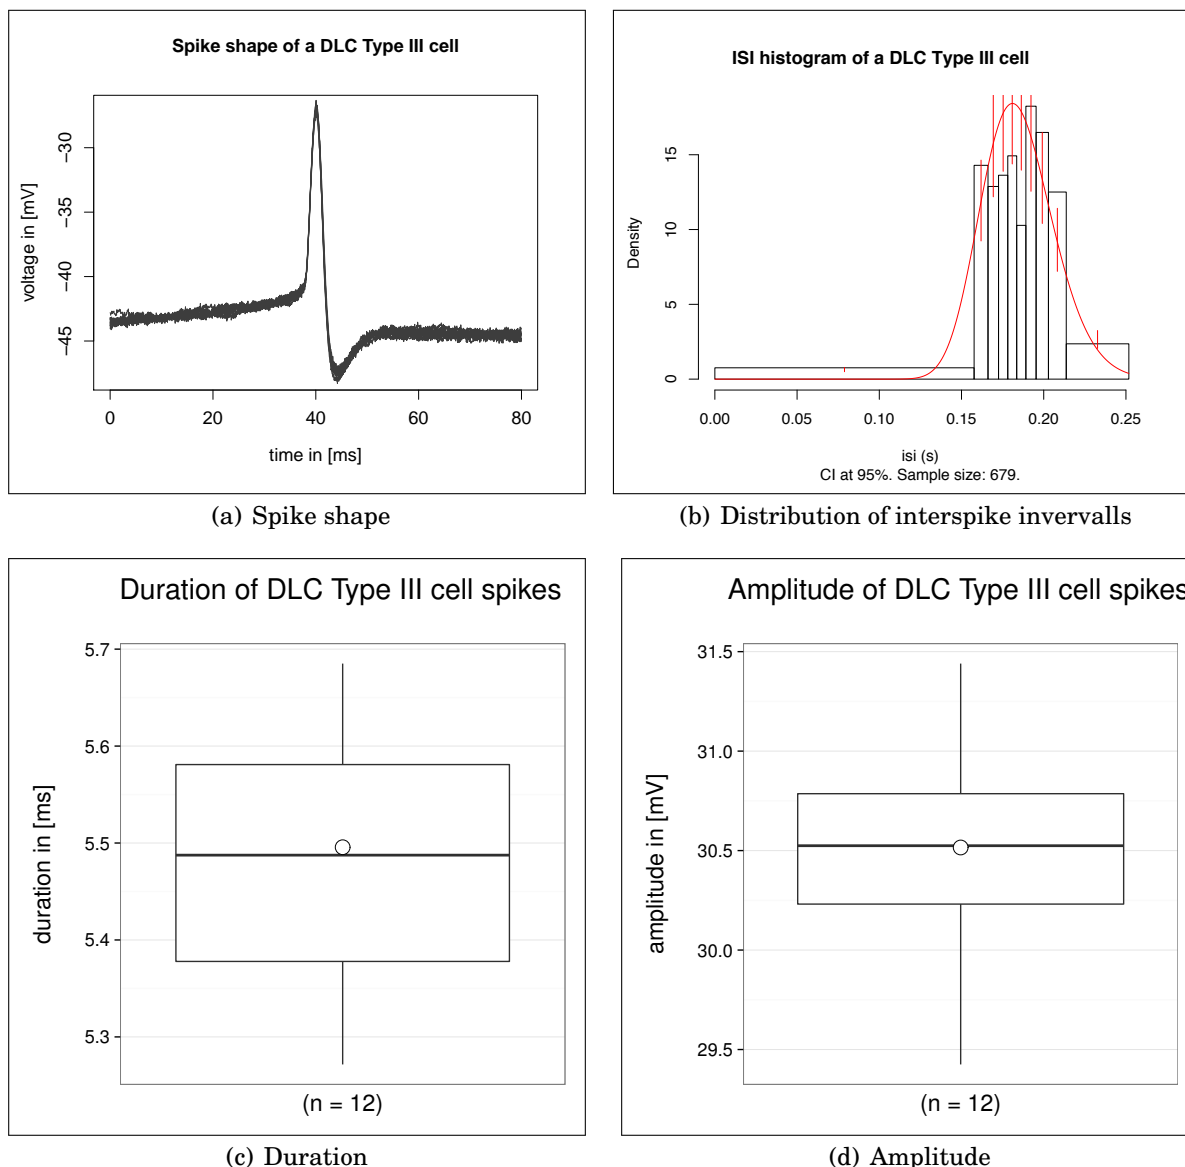 Spike shape of a DLC Type III cell
voltage in [mV]
−30
−35
−40
−45
0 20 40 60 80
time in [ms]
(a) Spike shape
ISI histogram of a DLC Type III cell
Density
15
10
5
0
0.00 0.05 0.10 0.15 0.20 0.25
isi (s)
CI at 95%. Sample size: 679.
(b) Distribution of interspike invervalls
Duration of DLC Type III cell spikes
duration in [ms]
5.7
5.6
5.5
5.4
5.3
(n = 12)
(c) Duration
Amplitude of DLC Type III cell spikes
amplitude in [mV]
31.5
31.0
30.5
30.0
29.5
(n = 12)
(d) Amplitude